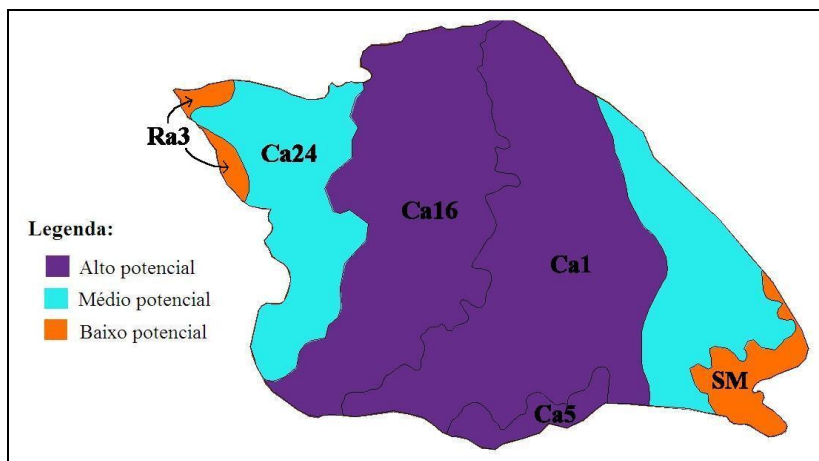 Ra3
Ca24
Ca16
Ca1
Legenda:
Alto potencial
Médio potencial
Baixo potencial
SM
Ca5